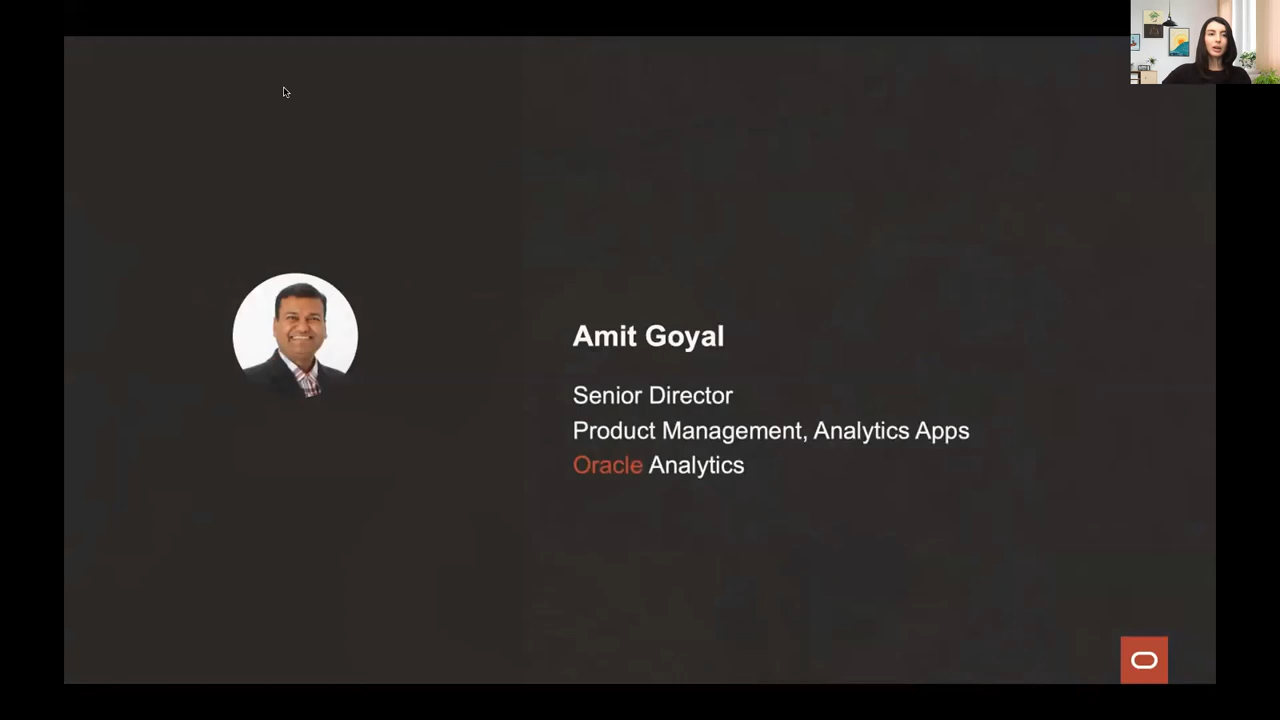 Amit Goyal
Senior Director
Product Management, Analytics Apps
Oracle Analytics